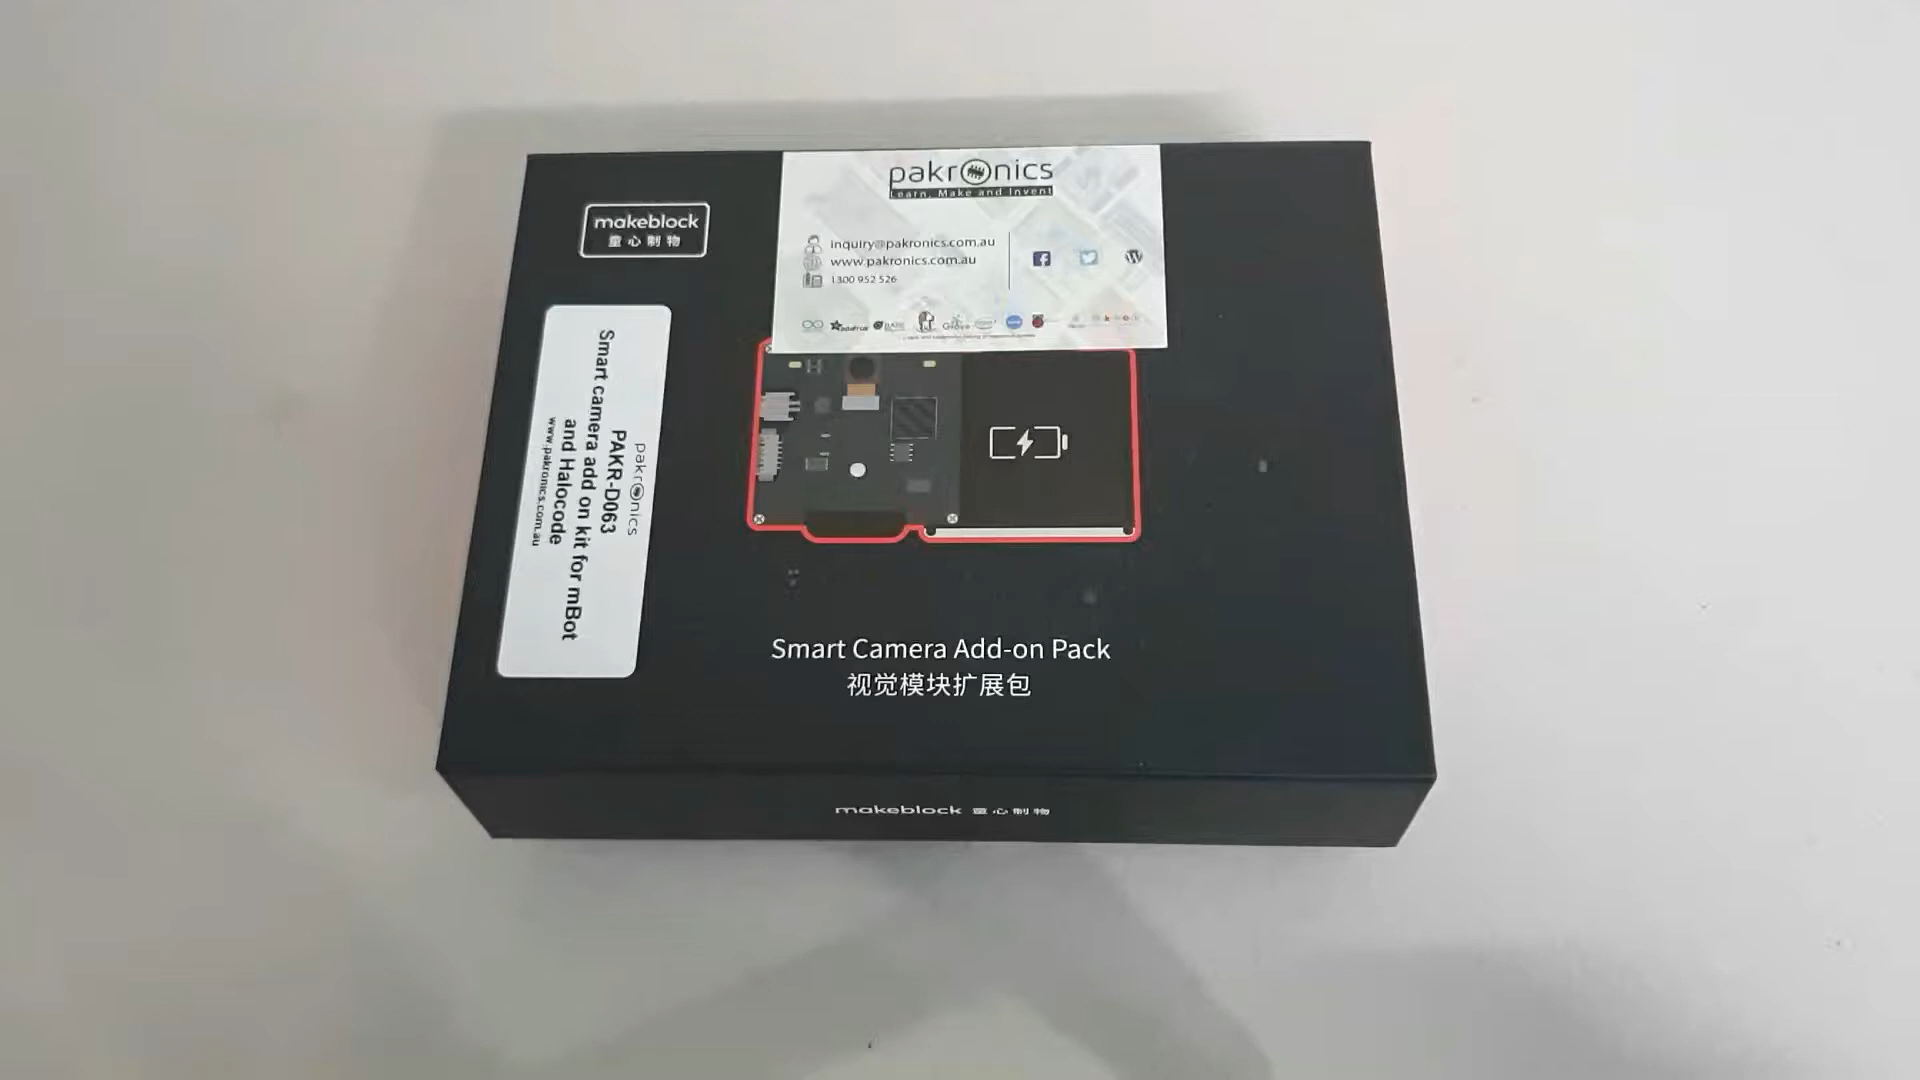 makeblock
童心制物
pakronics
Learn, Make and Invent
inquiry@pakronics.com.au
www.pakronics.com.au
1300 952 526
pakronics
PAKR-D063
Smart camera add on kit for mBot
and Halocode
www.pakronics.com.au
Smart Camera Add-on Pack
视觉模块扩展包
makeblock 童心制物